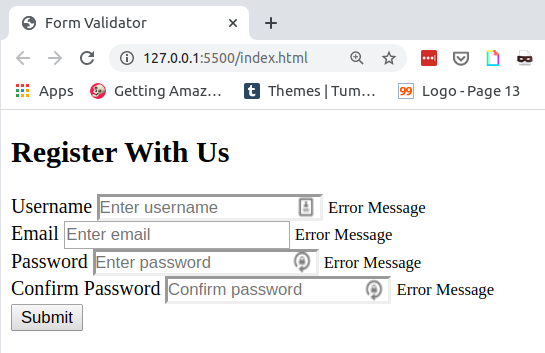 Form Validator
127.0.0.1:5500/index.html
Apps Getting Amaz… t Themes | Tum… 99 Logo - Page 13
Register With Us
Username Enter username Error Message
Email Enter email Error Message
Password Enter password Error Message
Confirm Password Confirm password Error Message
Submit